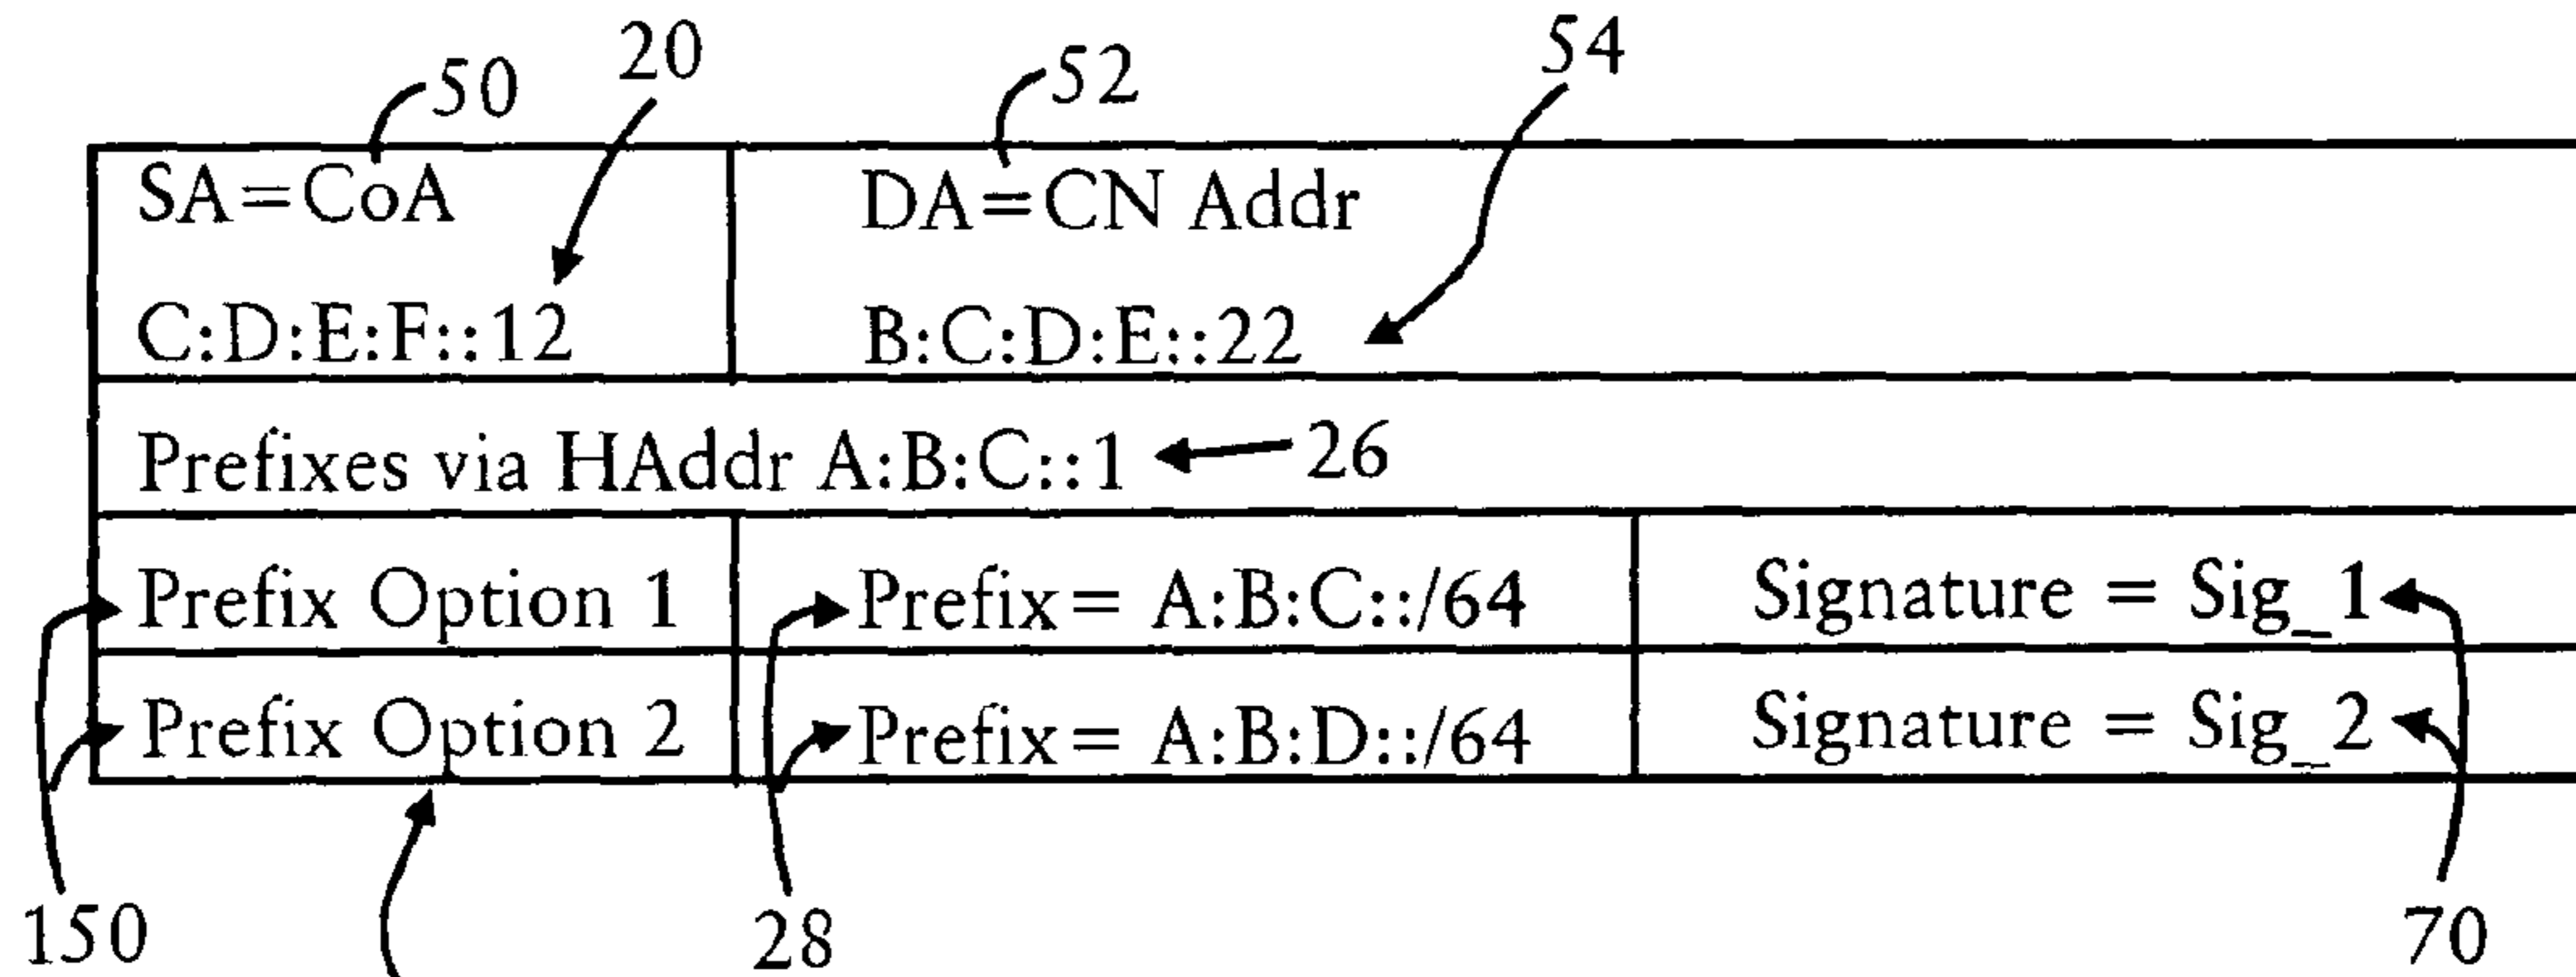 50 20 52 54
SA=CoA DA=CN Addr
C:D:E:F::12 B:C:D:E::22
Prefixes via HAddr A:B:C::1 26
Prefix Option 1 Prefix= A:B:C::/64 Signature = Sig_1
Prefix Option 2 Prefix= A:B:D::/64 Signature = Sig_2
150 28 70